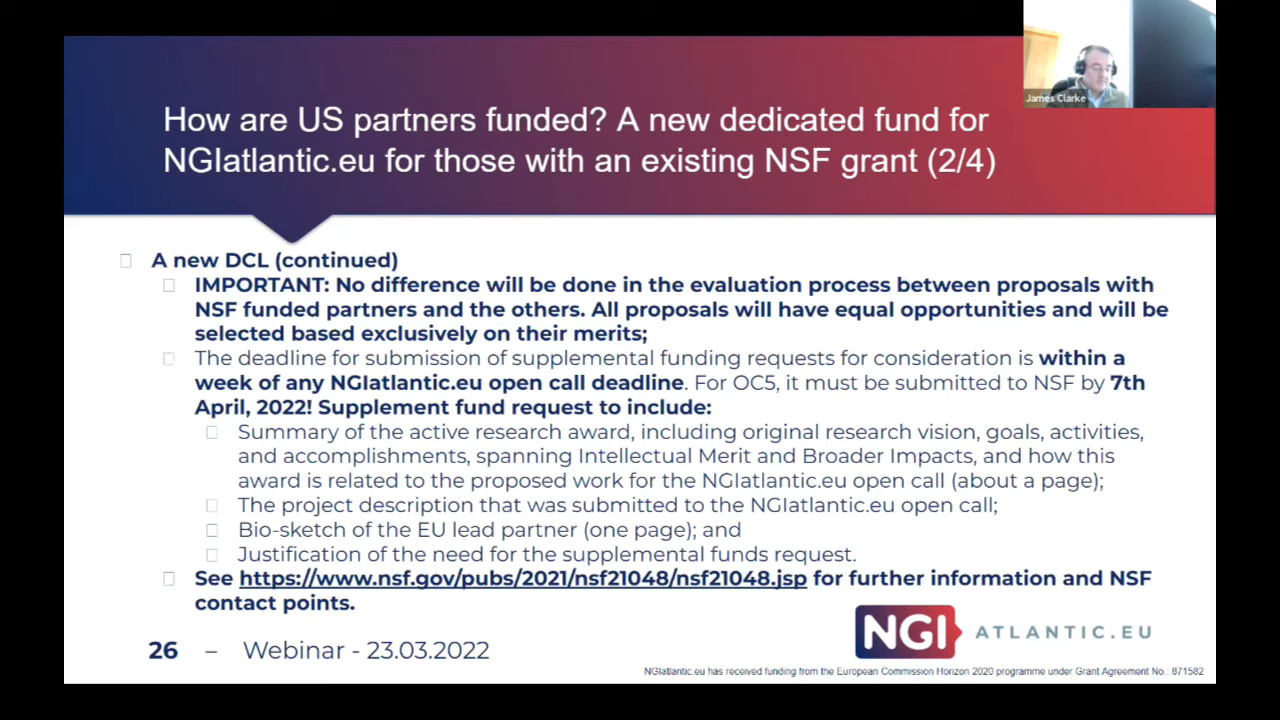 James Clarke
How are US partners funded? A new dedicated fund for
NGIatlantic.eu for those with an existing NSF grant (2/4)
A new DCL (continued)
IMPORTANT: No difference will be done in the evaluation process between proposals with
NSF funded partners and the others. All proposals will have equal opportunities and will be
selected based exclusively on their merits;
The deadline for submission of supplemental funding requests for consideration is within a
week of any NGIatlantic.eu open call deadline. For OC5, it must be submitted to NSF by 7th
April, 2022! Supplement fund request to include:
Summary of the active research award, including original research vision, goals, activities,
and accomplishments, spanning Intellectual Merit and Broader Impacts, and how this
award is related to the proposed work for the NGIatlantic.eu open call (about a page);
The project description that was submitted to the NGIatlantic.eu open call;
Bio-sketch of the EU lead partner (one page); and
Justification of the need for the supplemental funds request.
See https://www.nsf.gov/pubs/2021/nsf21048/nsf21048.jsp for further information and NSF
contact points.
26 – Webinar - 23.03.2022
NGI ATLANTIC.EU
NGIatlantic.eu has received funding from the European Commission Horizon 2020 programme under Grant Agreement No.: 871582